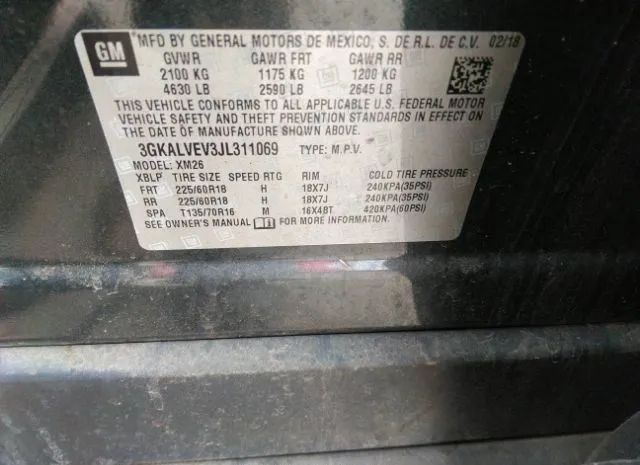 GM MFD BY GENERAL MOTORS DE MEXICO, S. DE R.L. DE C.V. 02/18
GVWR GAWR FRT GAWR RR
2100 KG 1175 KG 1200 KG
4630 LB 2590 LB 2645 LB
THIS VEHICLE CONFORMS TO ALL APPLICABLE U.S. FEDERAL MOTOR
VEHICLE SAFETY AND THEFT PREVENTION STANDARDS IN EFFECT ON
THE DATE OF MANUFACTURE SHOWN ABOVE.
3GKALVEV3JL311069 TYPE: M.P.V.
MODEL: XM26
XBLP TIRE SIZE SPEED RTG RIM COLD TIRE PRESSURE
FRT 225/60R18 H 18X7J 240KPA(35PSI)
RR 225/60R18 H 18X7J 240KPA(35PSI)
SPA T135/70R16 M 16X4BT 420KPA(60PSI)
SEE OWNER'S MANUAL FOR MORE INFORMATION.